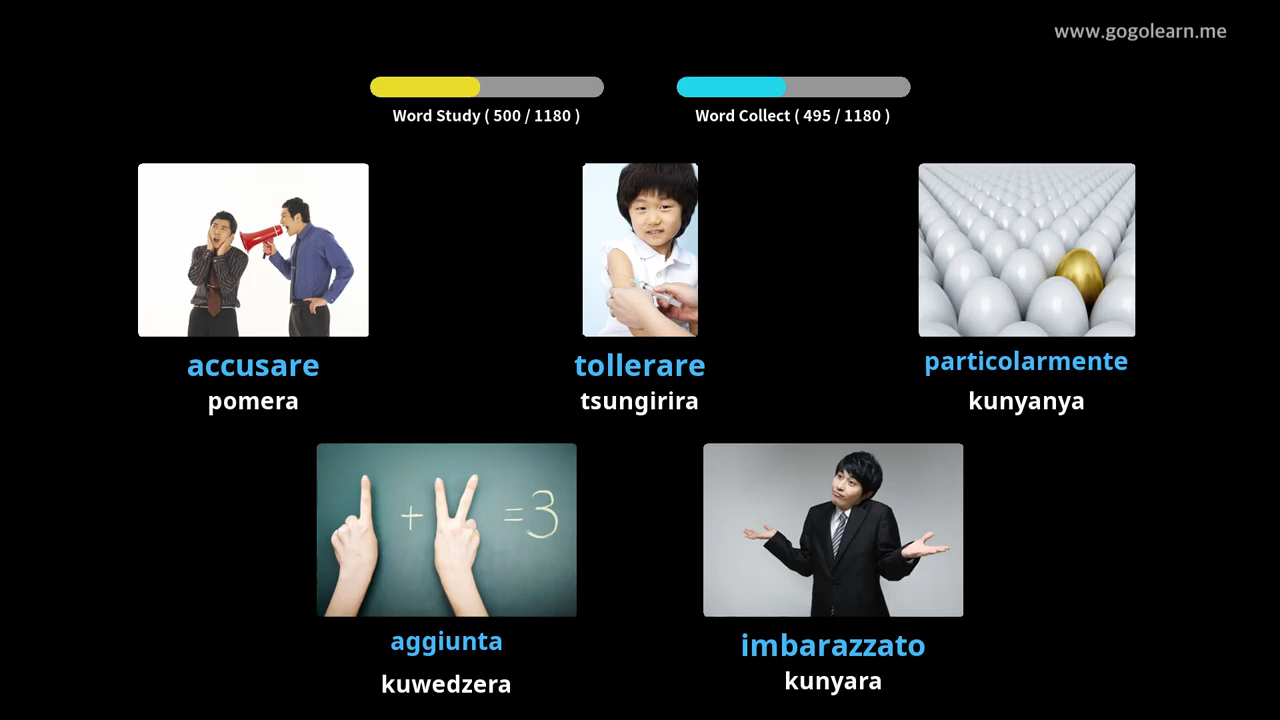 www.gogolearn.me
Word Study ( 500 / 1180 )
Word Collect ( 495 / 1180 )
accusare
pomera
tollerare
tsungirira
particolarmente
kunyanya
+ =3
aggiunta
kuwedzera
imbarazzato
kunyara